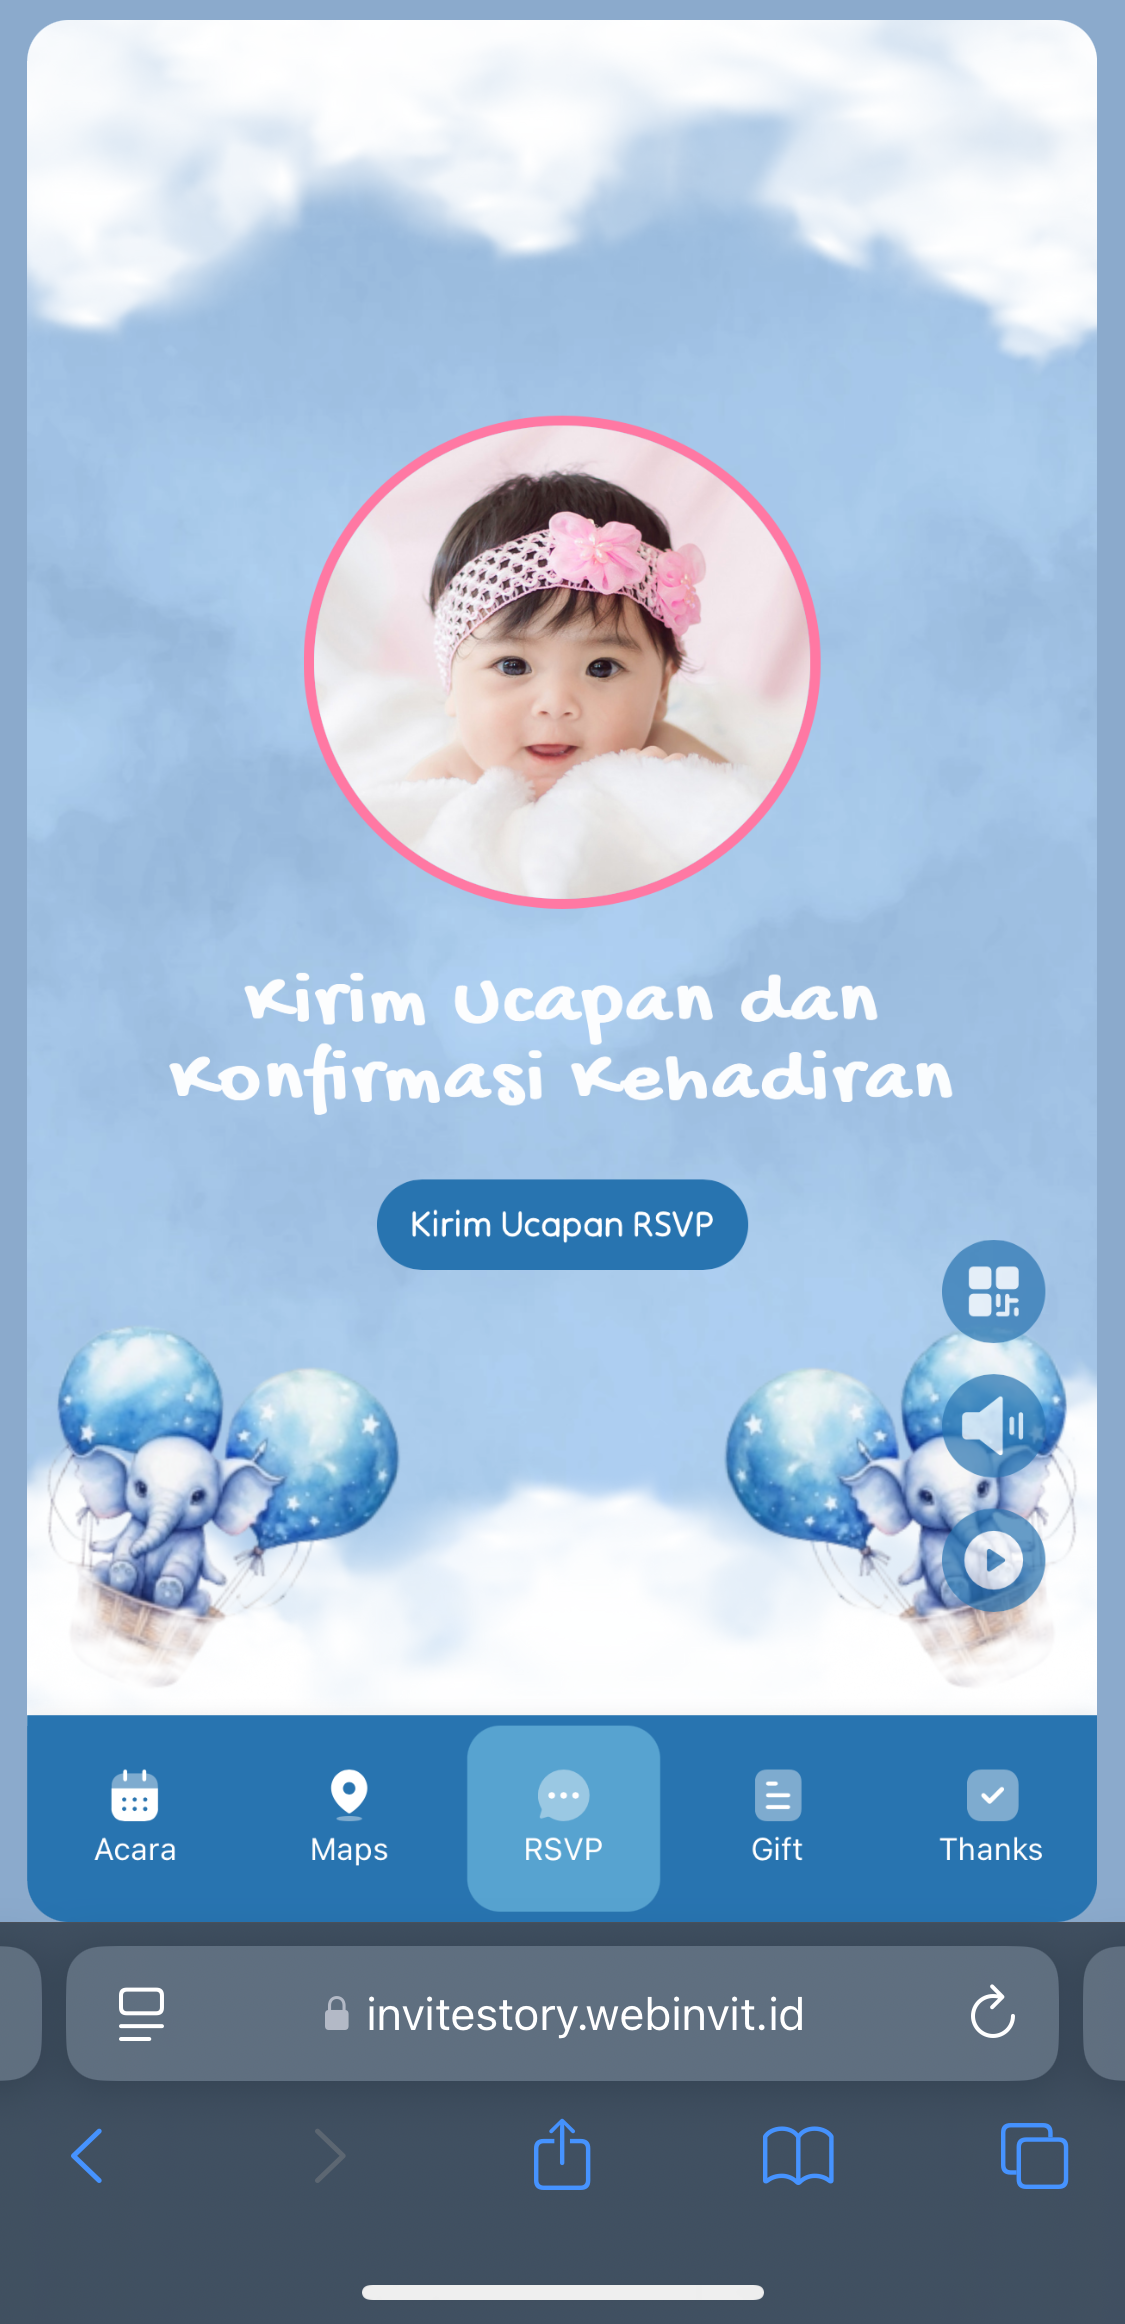 Kirim Ucapan dan
Konfirmasi Kehadiran
Kirim Ucapan RSVP
Acara
Maps
RSVP
Gift
Thanks
invitestory.webinvit.id